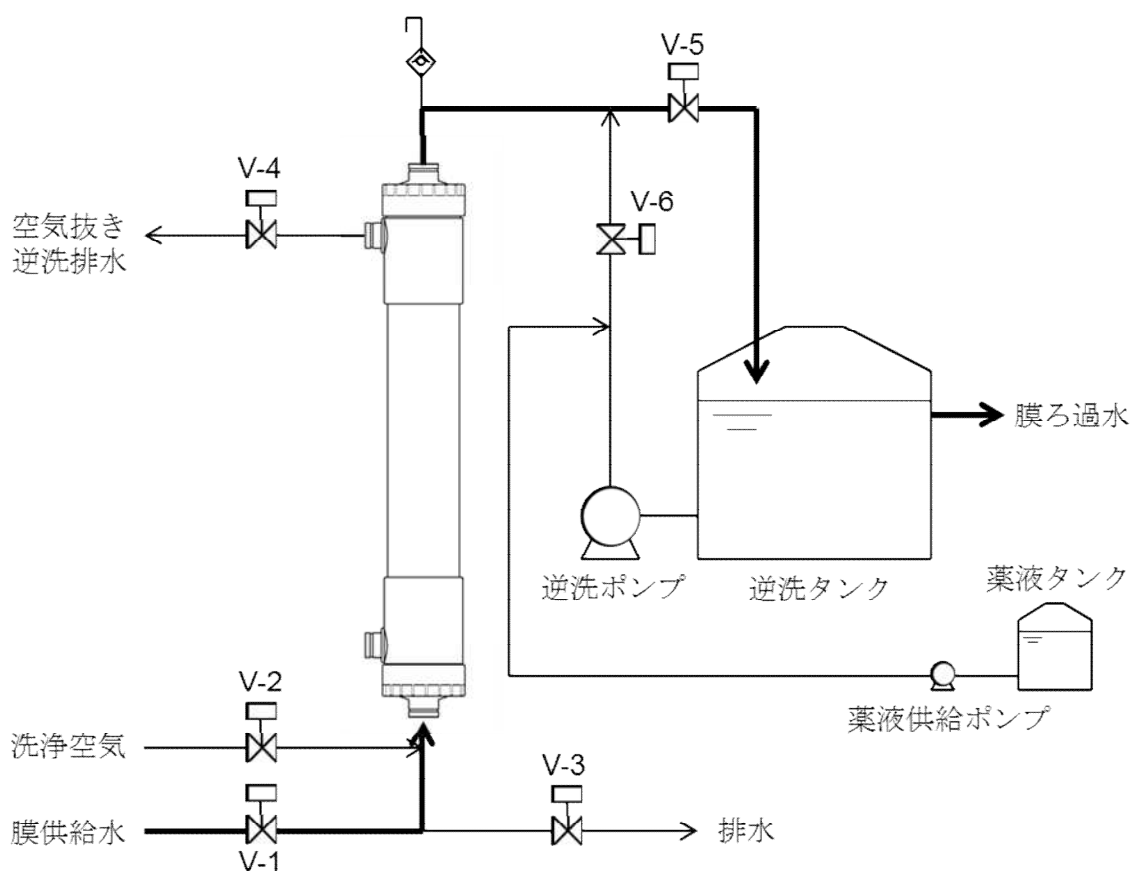 V-5
V-4
V-6
空気抜き
逆洗排水
膜ろ過水
逆洗ポンプ
逆洗タンク
薬液タンク
V-2
薬液供給ポンプ
洗浄空気
V-3
膜供給水
排水
V-1